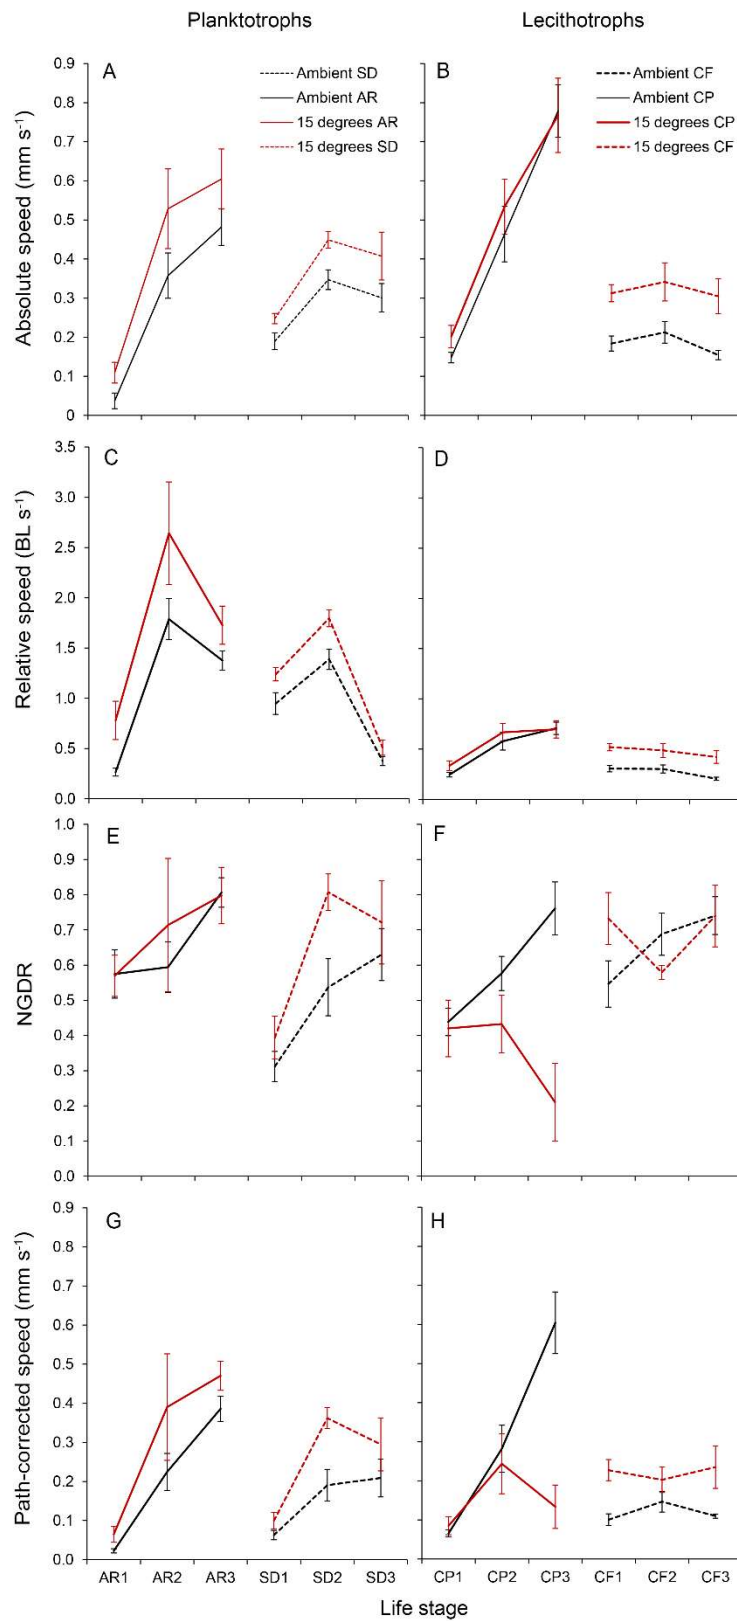 Planktotrophs
Lecithotrophs
A
Ambient SD
Ambient AR
15 degrees AR
15 degrees SD
B
Ambient CF
Ambient CP
15 degrees CP
15 degrees CF
Absolute speed (mm s⁻¹)
0.9
0.8
0.7
0.6
0.5
0.4
0.3
0.2
0.1
0
C
D
Relative speed (BL s⁻¹)
3.5
3.0
2.5
2.0
1.5
1.0
0.5
0.0
E
F
NGDR
1.0
0.9
0.8
0.7
0.6
0.5
0.4
0.3
0.2
0.1
0.0
G
H
Path-corrected speed (mm s⁻¹)
0.9
0.8
0.7
0.6
0.5
0.4
0.3
0.2
0.1
0.0
AR1 AR2 AR3 SD1 SD2 SD3
CP1 CP2 CP3 CF1 CF2 CF3
Life stage